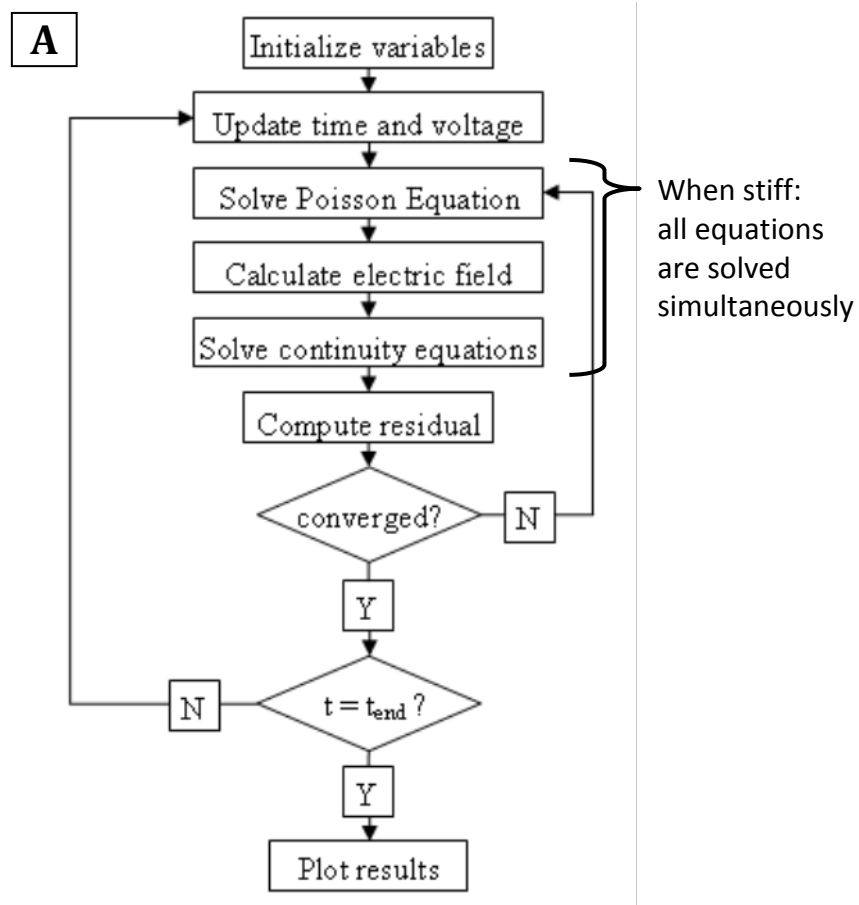 A
Initialize variables
Update time and voltage
Solve Poisson Equation
Calculate electric field
Solve continuity equations
When stiff:
all equations
are solved
simultaneously
Compute residual
converged?
N
Y
t = tend ?
N
Y
Plot results